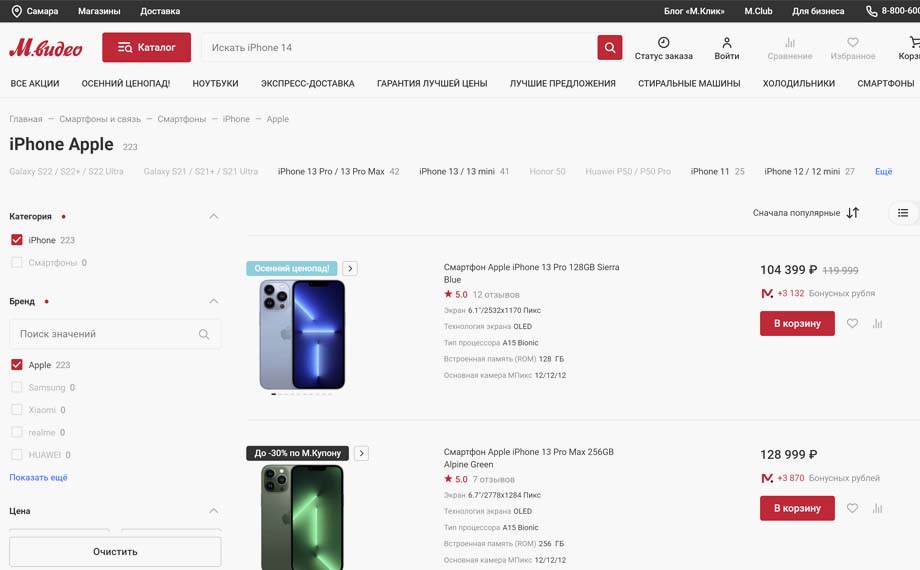 Самара Магазины Доставка Блог «М.Клик» M.Club Для бизнеса 8-800-600
М.видео Каталог Искать iPhone 14 Статус заказа Войти Сравнение Избранное
ВСЕ АКЦИИ ОСЕННИЙ ЦЕНОПАД! НОУТБУКИ ЭКСПРЕСС-ДОСТАВКА ГАРАНТИЯ ЛУЧШЕЙ ЦЕНЫ ЛУЧШИЕ ПРЕДЛОЖЕНИЯ СТИРАЛЬНЫЕ МАШИНЫ ХОЛОДИЛЬНИКИ СМАРТФОНЫ
Главная — Смартфоны и связь — Смартфоны — iPhone — Apple
iPhone Apple 223
Galaxy S22 / S22+ / S22 Ultra Galaxy S21 / S21+ / S21 Ultra iPhone 13 Pro / 13 Pro Max 42 iPhone 13 / 13 mini 41 Honor 50 Huawei P50 / P50 Pro iPhone 11 25 iPhone 12 / 12 mini 27 Ещё
Сначала популярные
Категория
iPhone 223
Смартфоны 0
Бренд
Поиск значений
Apple 223
Samsung 0
Xiaomi 0
realme 0
HUAWEI 0
Показать ещё
Цена
Очистить
Осенний ценопад!
Смартфон Apple iPhone 13 Pro 128GB Sierra
Blue
5.0 12 отзывов
Экран 6.1"/2532x1170 Пикс
Технология экрана OLED
Тип процессора A15 Bionic
Встроенная память (ROM) 128 ГБ
Основная камера МПикс 12/12/12
104 399 ₽ 119 999
М. +3 132 Бонусных рубля
В корзину
До -30% по М.Купону
Смартфон Apple iPhone 13 Pro Max 256GB
Alpine Green
5.0 7 отзывов
Экран 6.7"/2778x1284 Пикс
Технология экрана OLED
Тип процессора A15 Bionic
Встроенная память (ROM) 256 ГБ
Основная камера МПикс 12/12/12
128 999 ₽
М. +3 870 Бонусных рублей
В корзину